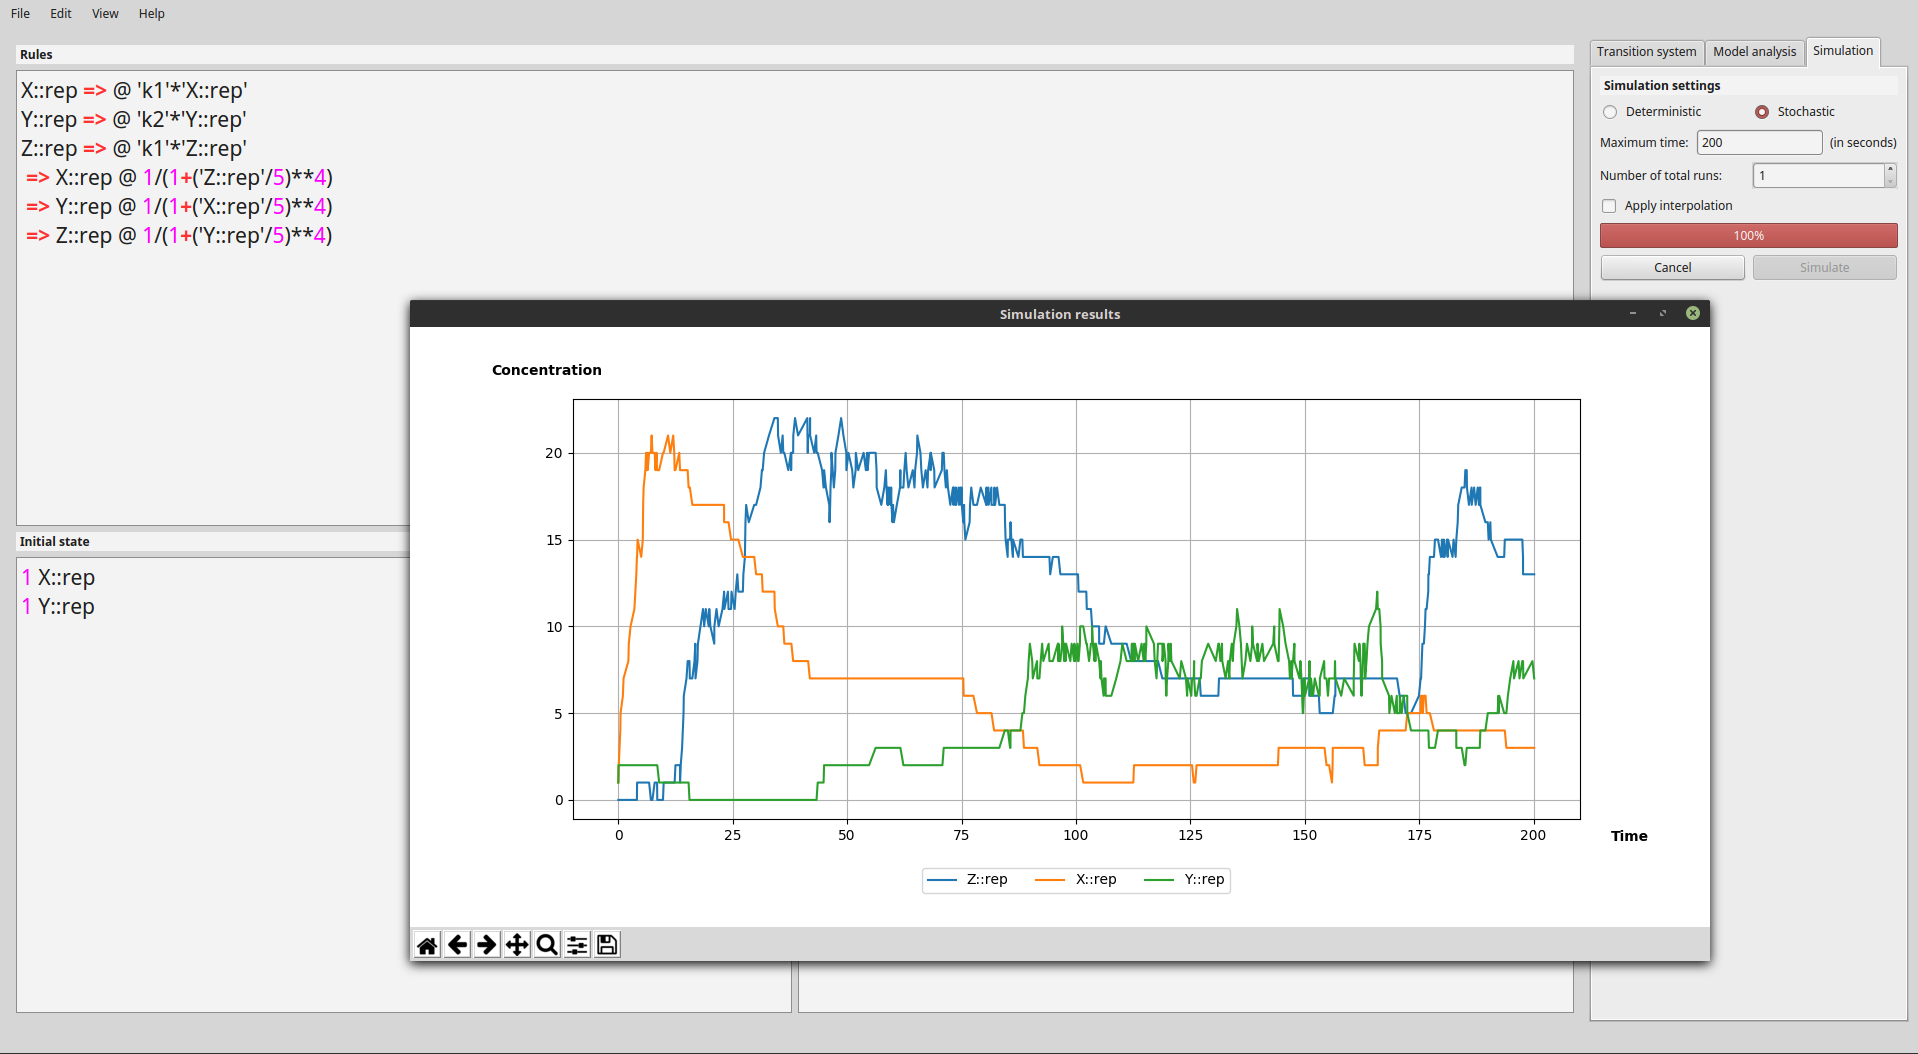 File Edit View Help
Rules
X::rep => @ 'k1'*'X::rep'
Y::rep => @ 'k2'*'Y::rep'
Z::rep => @ 'k1'*'Z::rep'
=> X::rep @ 1/(1+('Z::rep'/5)**4)
=> Y::rep @ 1/(1+('X::rep'/5)**4)
=> Z::rep @ 1/(1+('Y::rep'/5)**4)
Initial state
1 X::rep
1 Y::rep
Transition system Model analysis Simulation
Simulation settings
Deterministic Stochastic
Maximum time: 200 (in seconds)
Number of total runs: 1
Apply interpolation
100%
Cancel Simulate
Simulation results
Concentration
20
15
10
5
0
0 25 50 75 100 125 150 175 200
Time
Z::rep X::rep Y::rep